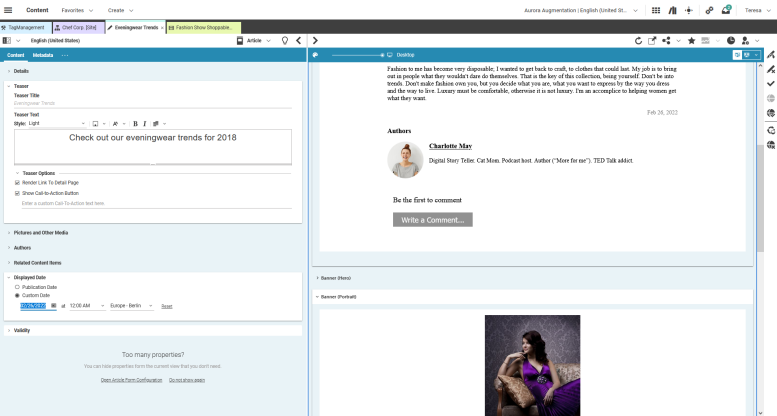 Content
Favorites
Create
Aurora Augmentation | English (United St...
Teresa
TagManagement
Chef Corp. [Site]
Eveningwear Trends ×
Fashion Show Shoppable...
English (United States)
Article
Content
Metadata
Details
Teaser
Teaser Title
Eveningwear Trends
Teaser Text
Style: Light
B I
Check out our eveningwear trends for 2018
Teaser Options
Render Link To Detail Page
Show Call-to-Action Button
Enter a custom Call-To-Action text here.
Pictures and Other Media
Authors
Related Content Items
Displayed Date
Publication Date
Custom Date
02/26/2022 at 12:00 AM Europe - Berlin Reset
Validity
Too many properties?
You can hide properties from the current view that you don't need.
Open Article Form Configuration Do not show again
Desktop
Fashion to me has become very disposable; I wanted to get back to craft, to clothes that could last. My job is to bring
out in people what they wouldn't dare do themselves. That is the key of this collection, being yourself. Don't be into
trends. Don't make fashion own you, but you decide what you are, what you want to express by the way you dress
and the way to live. Luxury must be comfortable, otherwise it is not luxury. I'm an accomplice to helping women get
what they want.
Feb 26, 2022
Authors
Charlotte May
Digital Story Teller. Cat Mom. Podcast host. Author ("More for me"). TED Talk addict.
Be the first to comment
Write a Comment...
Banner (Hero)
Banner (Portrait)